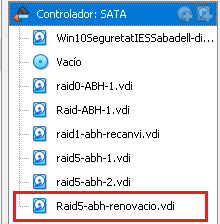 Controlador: SATA
Win10SeguretatIESSabadell-di...
Vacío
raid0-ABH-1.vdi
Raid-ABH-1.vdi
raid1-abh-recanvi.vdi
raid5-abh-1.vdi
raid5-abh-2.vdi
Raid5-abh-renovacio.vdi